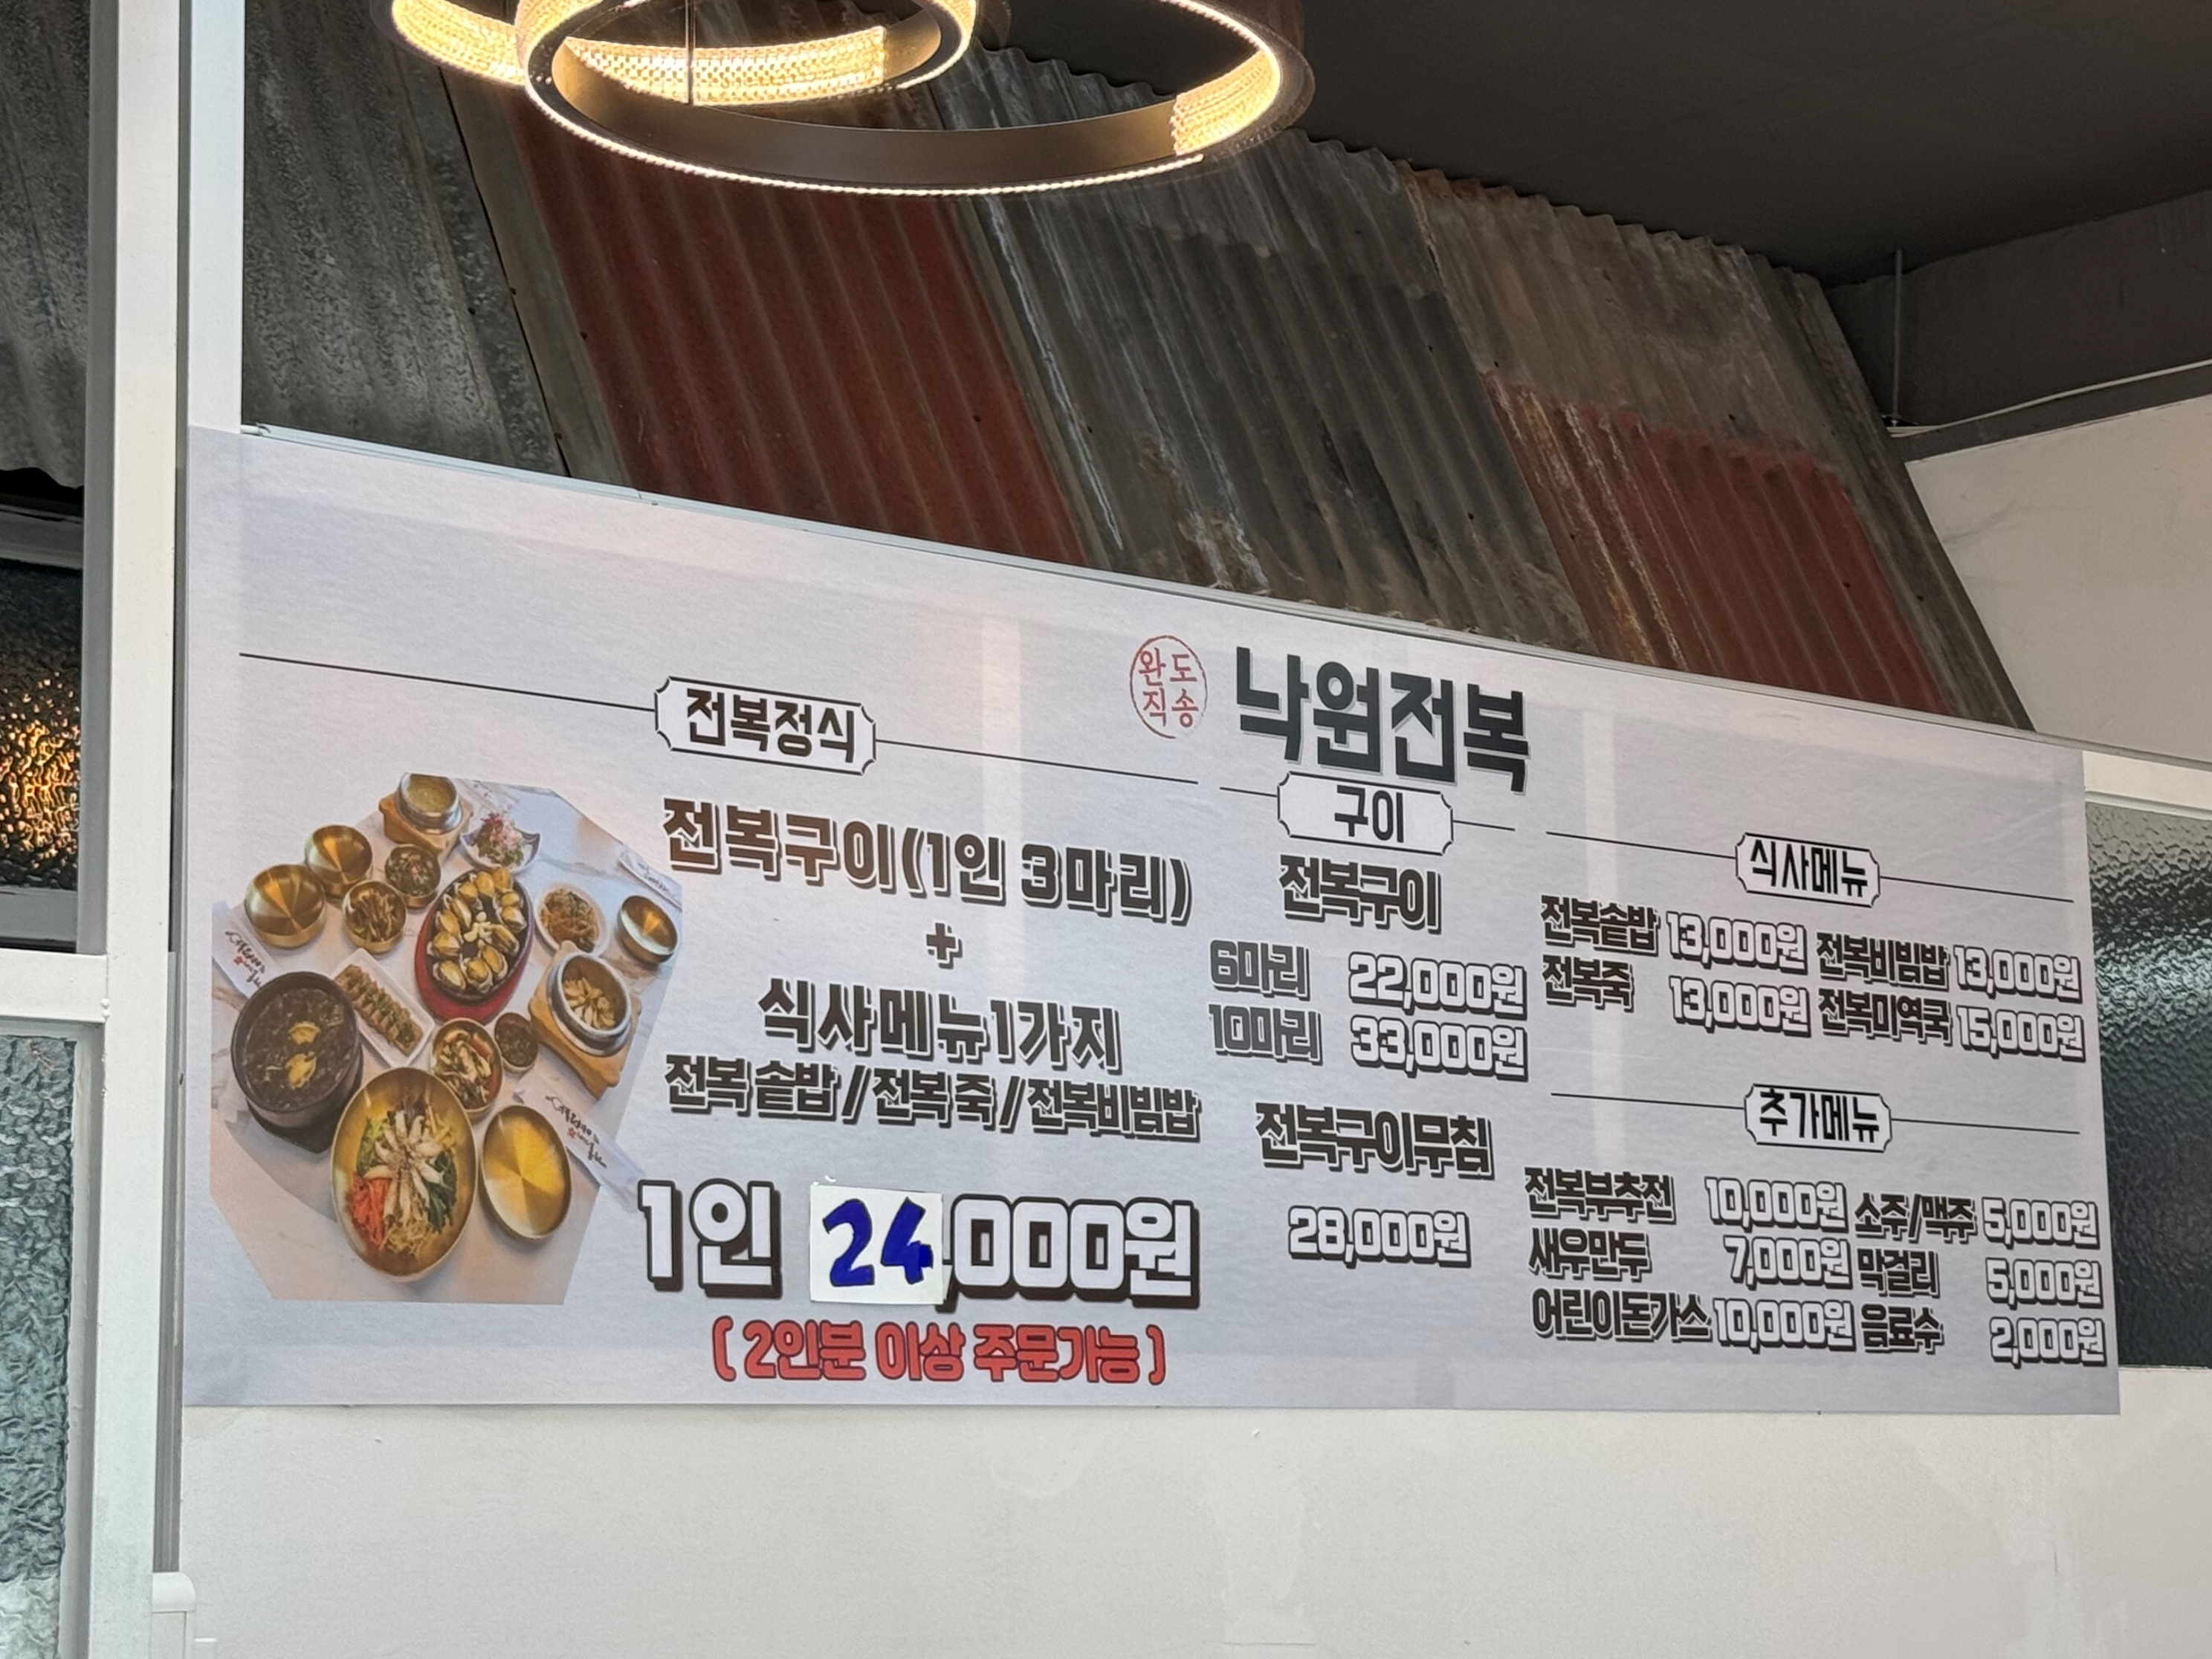 완도
직송
낙원전복
전복정식
전복구이(1인 3마리)
+
식사메뉴1가지
전복솥밥/전복죽/전복비빔밥
1인 24,000원
( 2인분 이상 주문가능 )
구이
전복구이
6마리 22,000원
10마리 33,000원
전복구이무침
28,000원
식사메뉴
전복솥밥 13,000원 전복비빔밥 13,000원
전복죽 13,000원 전복미역국 15,000원
추가메뉴
전복부추전 10,000원 소주/맥주 5,000원
새우만두 7,000원 막걸리 5,000원
어린이돈가스 10,000원 음료수 2,000원